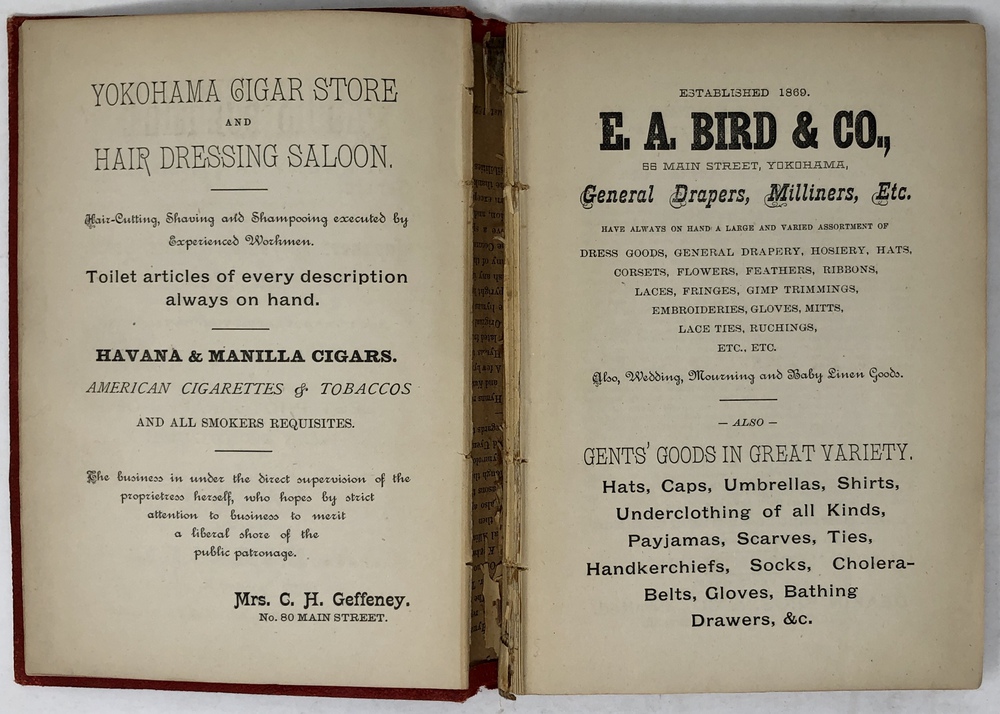 YOKOHAMA CIGAR STORE
AND
HAIR DRESSING SALOON.
Hair-Cutting, Shaving and Shampooing executed by
Experienced Workmen.
Toilet articles of every description
always on hand.
HAVANA & MANILLA CIGARS.
AMERICAN CIGARETTES & TOBACCOS
AND ALL SMOKERS REQUISITES.
The business in under the direct supervision of the
proprietress herself, who hopes by strict
attention to business to merit
a liberal shore of the
public patronage.
Mrs. C. H. Geffeney.
No. 80 MAIN STREET.
ESTABLISHED 1869.
E. A. BIRD & CO.,
MAIN STREET, YOKOHAMA,
General Drapers, Milliners, Etc.
HAVE ALWAYS ON HAND A LARGE AND VARIED ASSORTMENT OF
DRESS GOODS, GENERAL DRAPERY, HOSIERY, HATS,
CORSETS, FLOWERS, FEATHERS, RIBBONS,
LACES, FRINGES, GIMP TRIMMINGS,
EMBROIDERIES, GLOVES, MITTS,
LACE TIES, RUCHINGS,
ETC., ETC.
Also, Wedding, Mourning and Baby Linen Goods.
— ALSO —
GENTS' GOODS IN GREAT VARIETY.
Hats, Caps, Umbrellas, Shirts,
Underclothing of all Kinds,
Payjamas, Scarves, Ties,
Handkerchiefs, Socks, Cholera-
Belts, Gloves, Bathing
Drawers, &c.